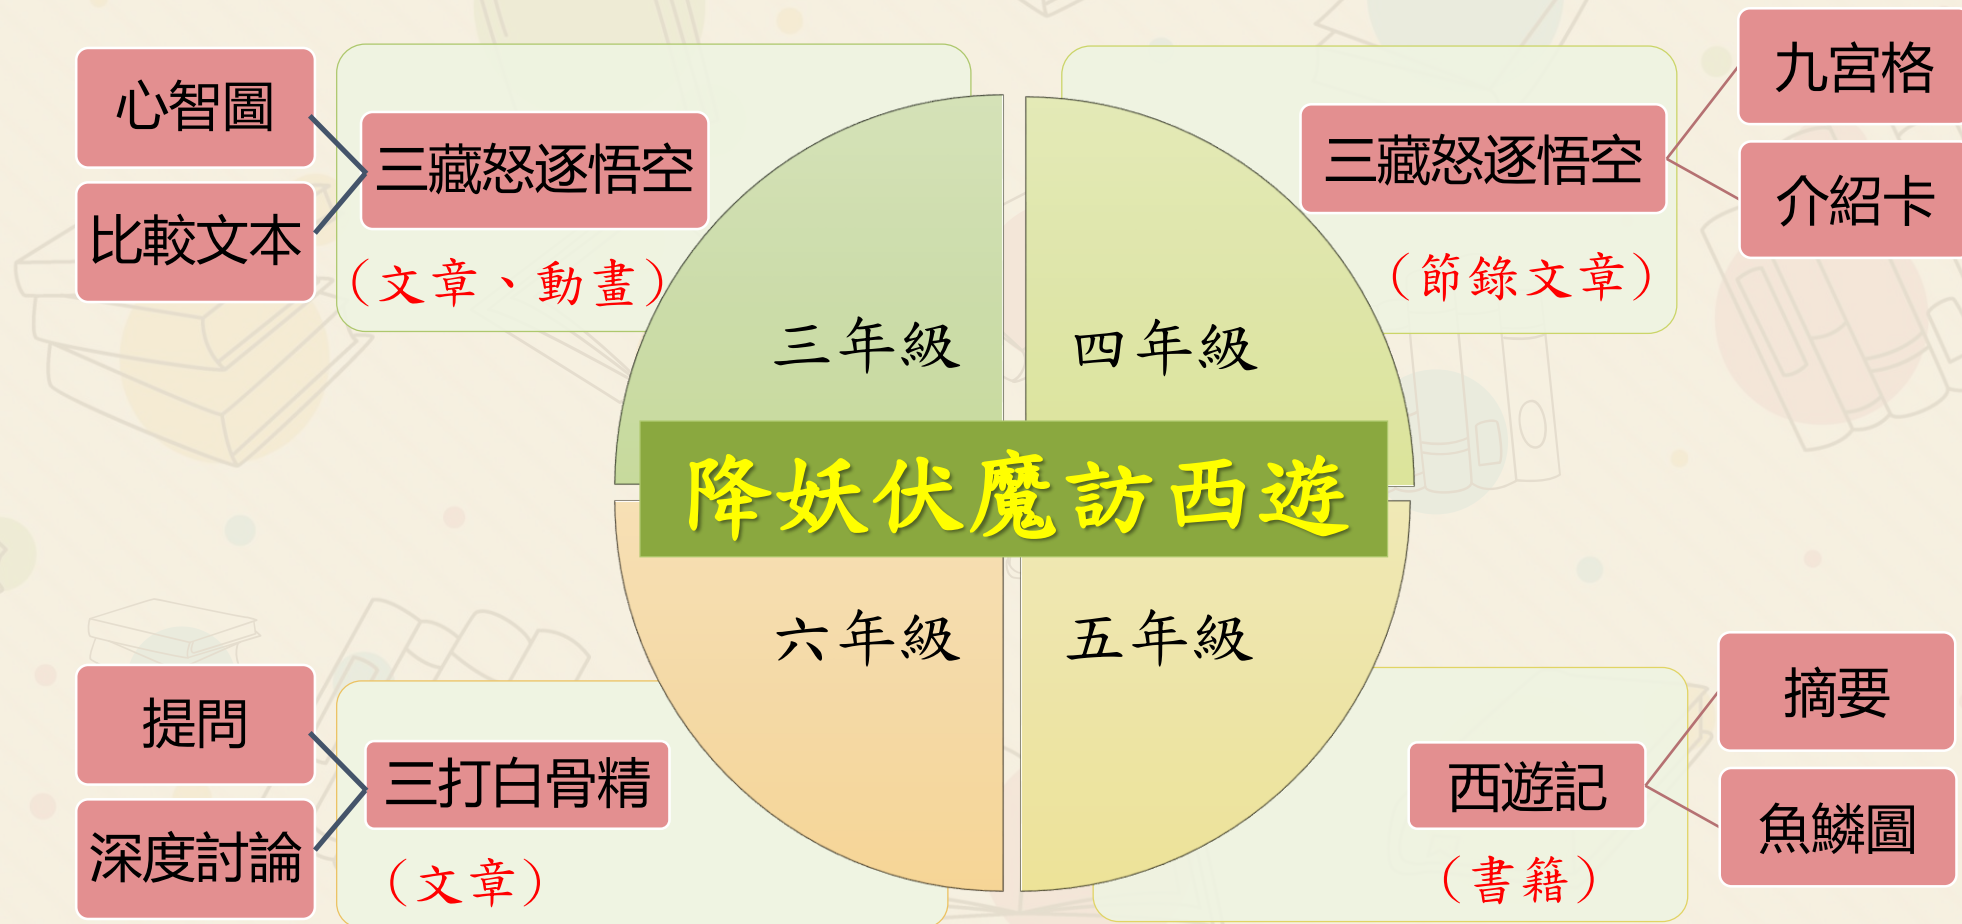 心智圖
比較文本
三藏怒逐悟空
（文章、動畫）
三年級
四年級
三藏怒逐悟空
（節錄文章）
九宮格
介紹卡
降妖伏魔訪西遊
六年級
五年級
提問
深度討論
三打白骨精
（文章）
西遊記
（書籍）
摘要
魚鱗圖